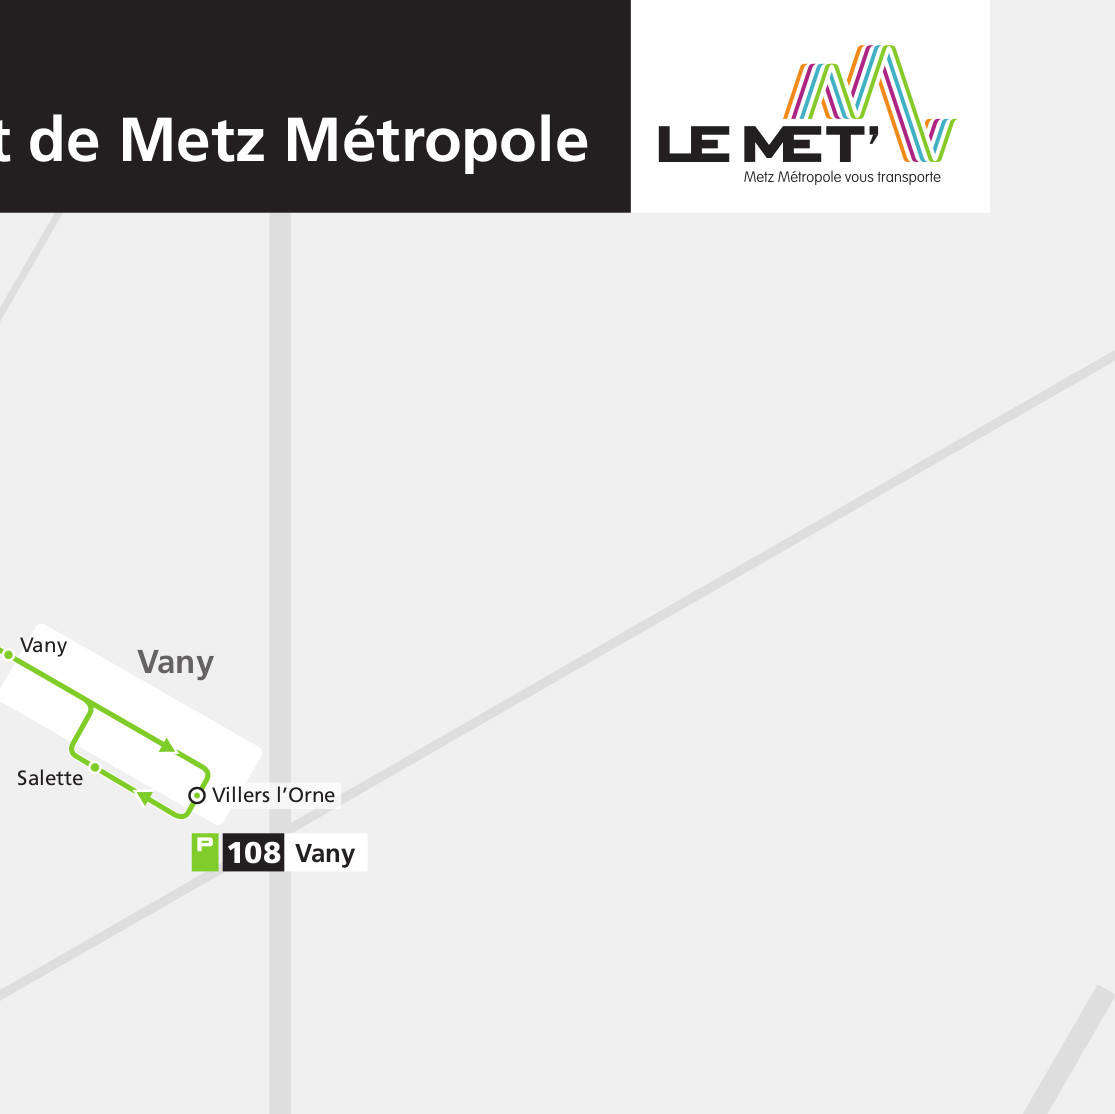 t de Metz Métropole
LE MET'
Metz Métropole vous transporte
Vany
Vany
Salette
Villers l'Orne
P 108 Vany